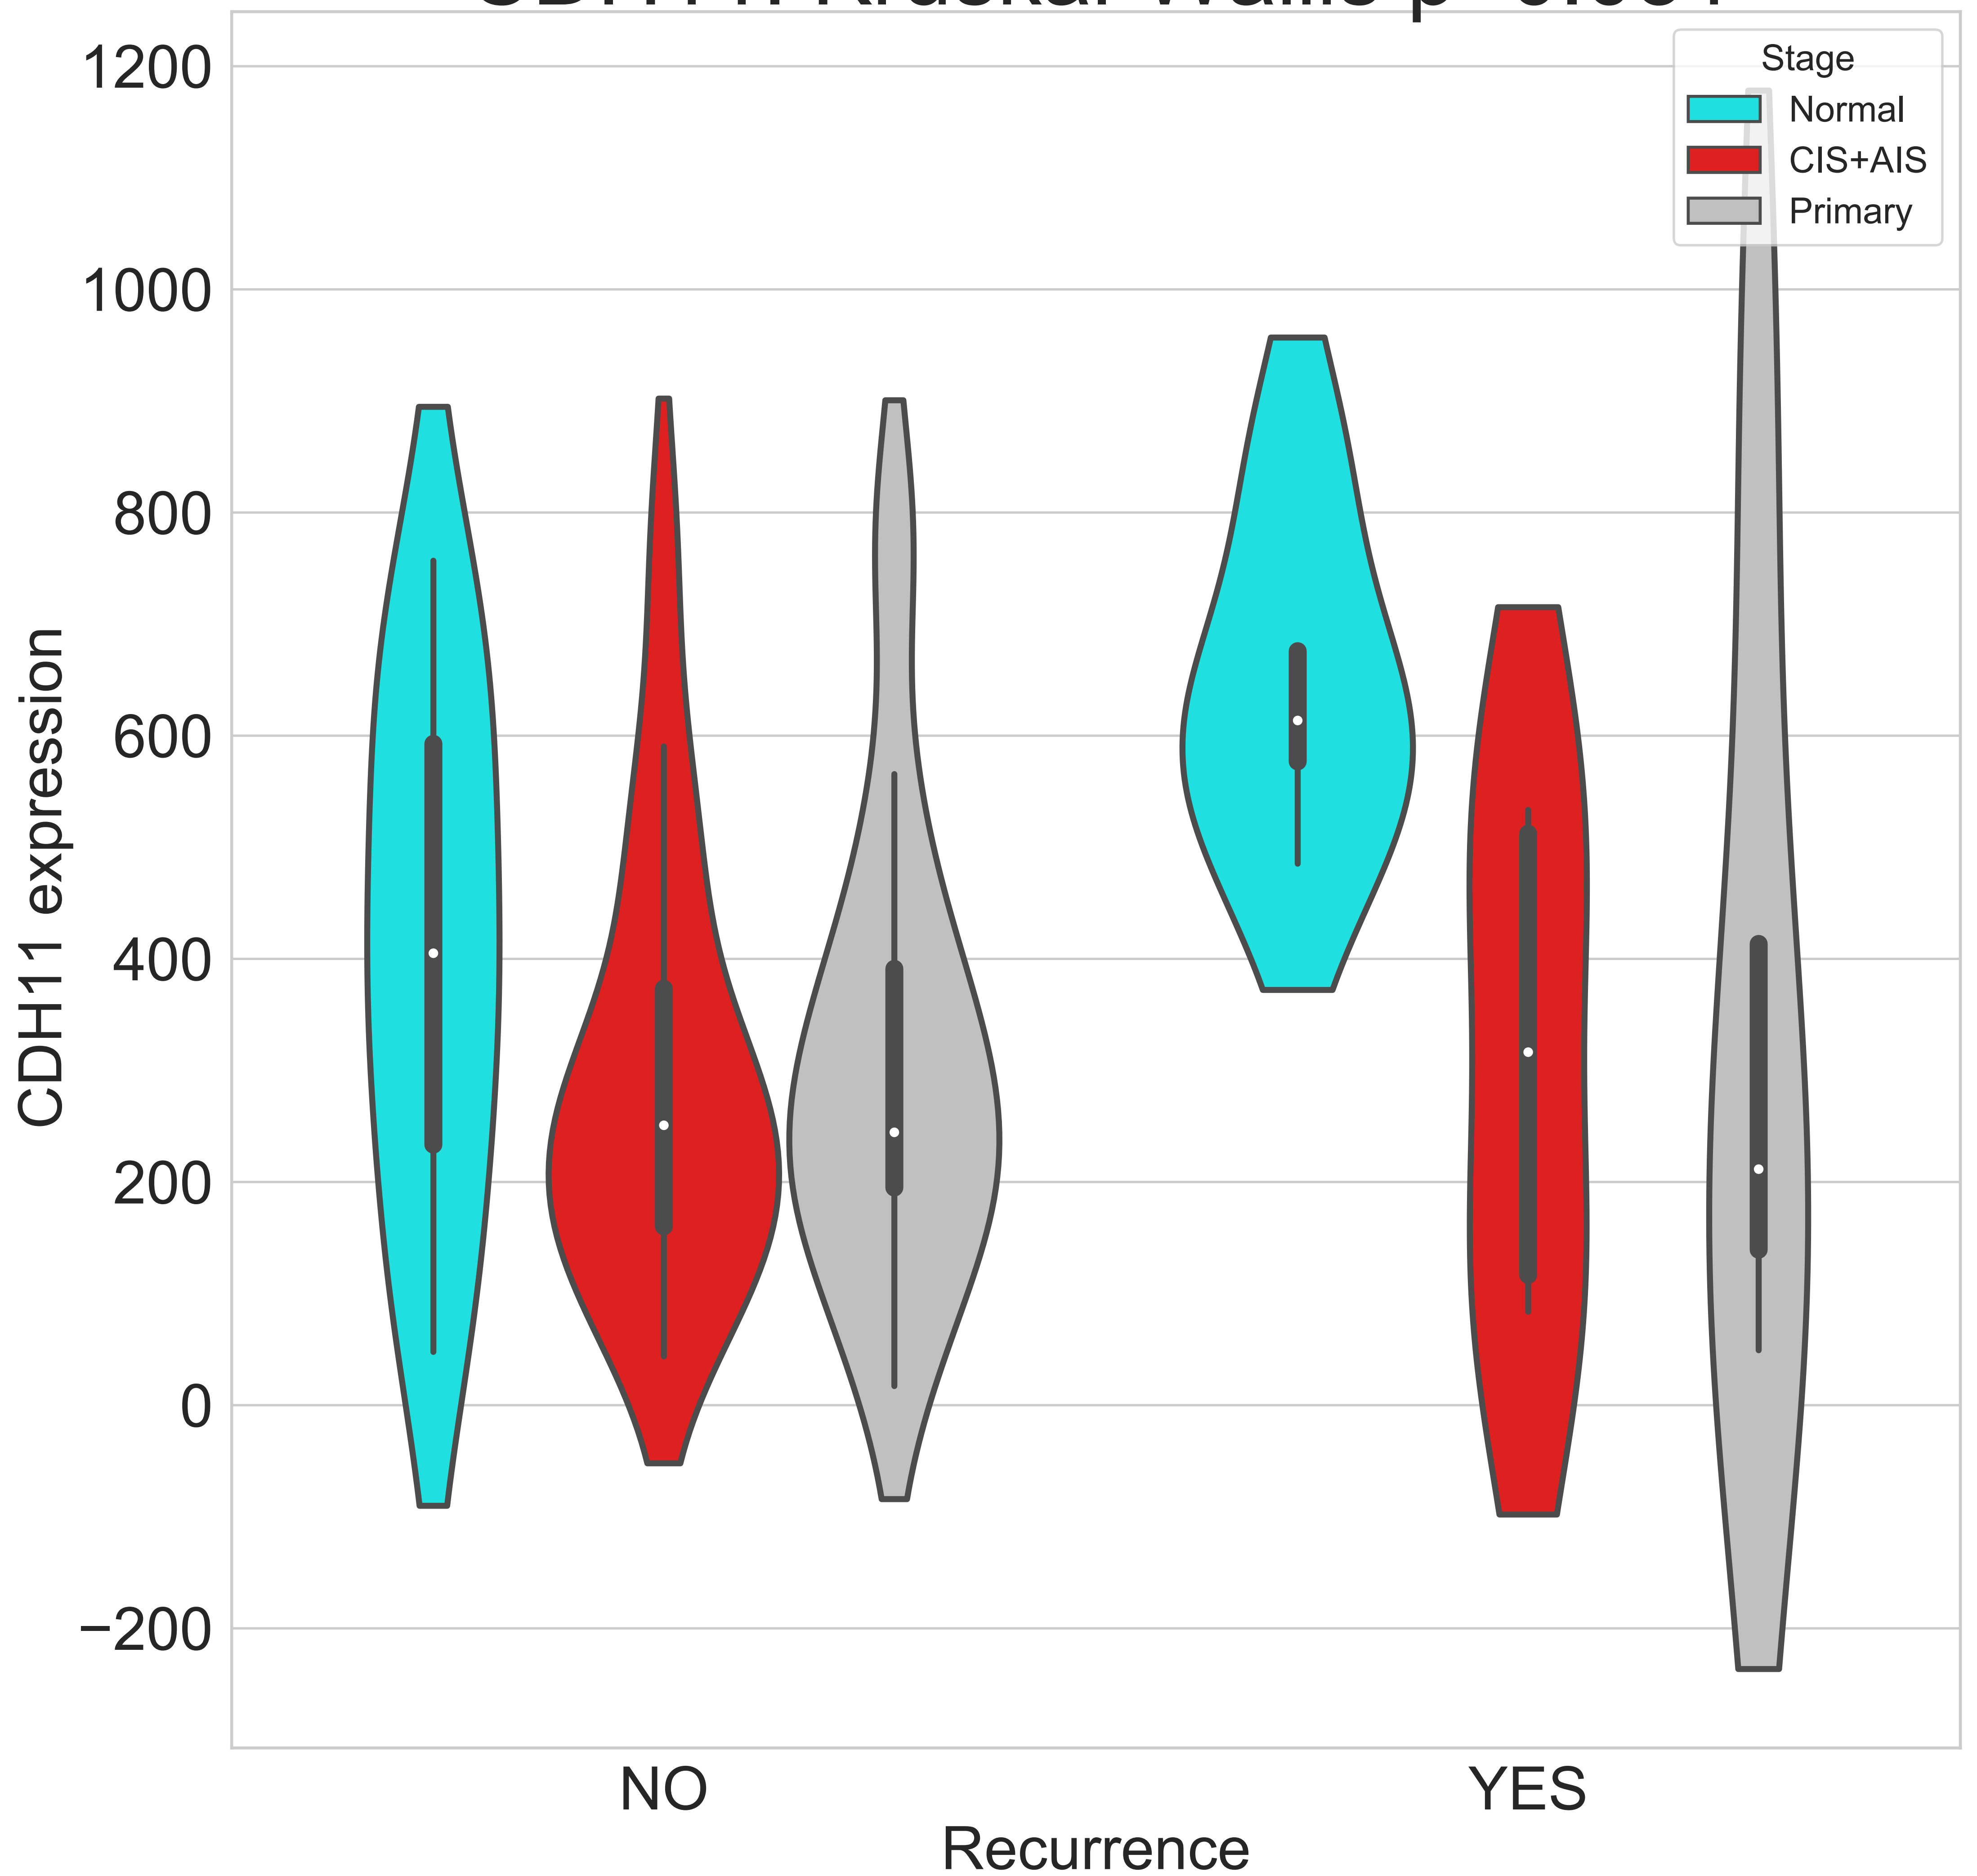 1200
1000
800
600
400
200
0
−200
CDH11 expression
Stage
Normal
CIS+AIS
Primary
NO
YES
Recurrence